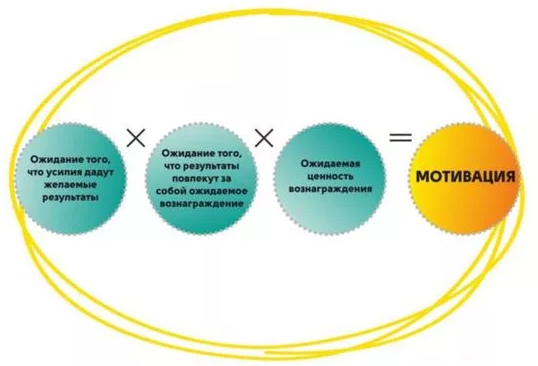 Ожидание того,
что усилия дадут
желаемые
результаты
×
Ожидание того,
что результаты
повлекут за
собой ожидаемое
вознаграждение
×
Ожидаемая
ценность
вознаграждения
=
МОТИВАЦИЯ